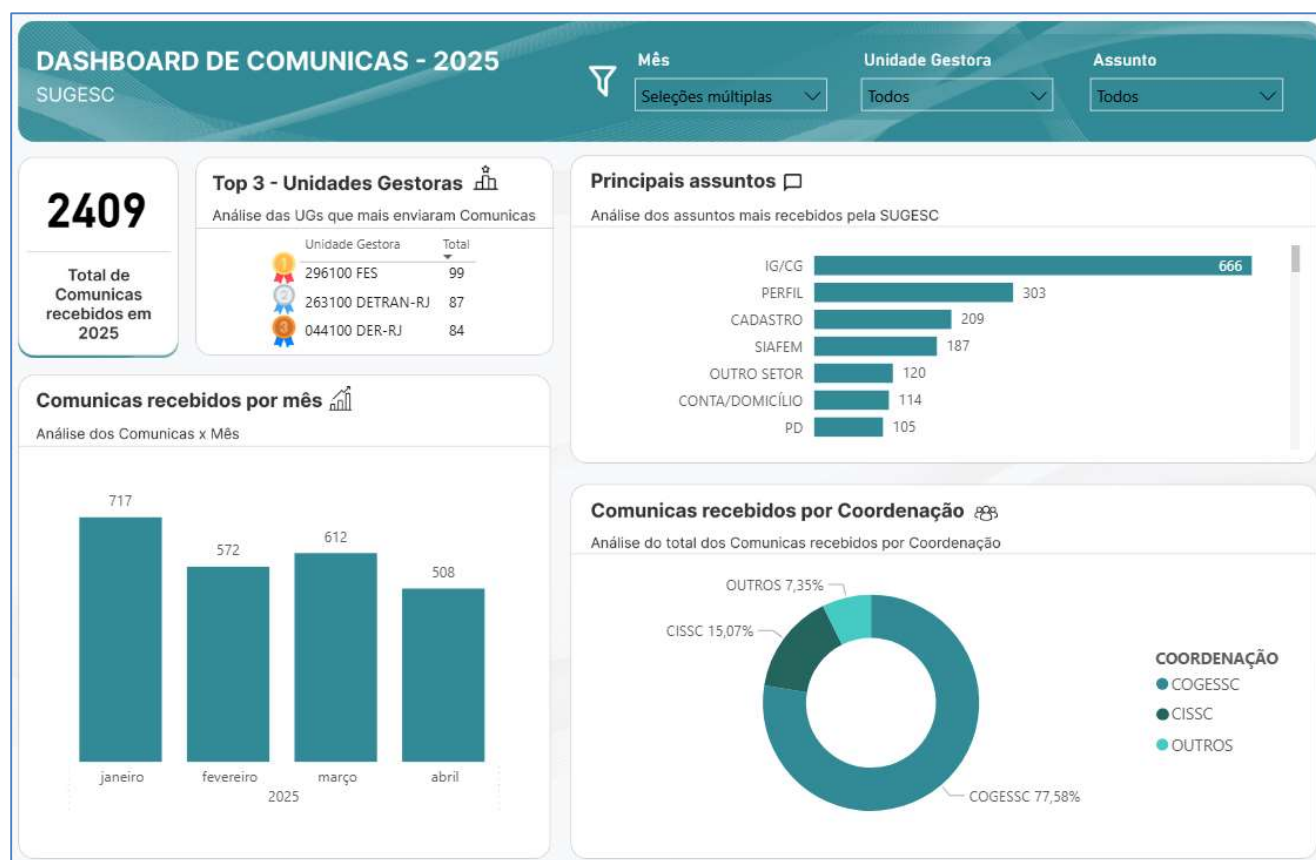 DASHBOARD DE COMUNICAS - 2025
SUGESC
Mês
Seleções múltiplas
Unidade Gestora
Todos
Assunto
Todos
2409
Total de
Comunicas
recebidos em
2025
Top 3 - Unidades Gestoras
Análise das UGs que mais enviaram Comunicas
Unidade Gestora Total
1 296100 FES 99
2 263100 DETRAN-RJ 87
3 044100 DER-RJ 84
Principais assuntos
Análise dos assuntos mais recebidos pela SUGESC
IG/CG 666
PERFIL 303
CADASTRO 209
SIAFEM 187
OUTRO SETOR 120
CONTA/DOMICÍLIO 114
PD 105
Comunicas recebidos por mês
Análise dos Comunicas x Mês
717
572
612
508
janeiro fevereiro março abril
2025
Comunicas recebidos por Coordenação
Análise do total dos Comunicas recebidos por Coordenação
OUTROS 7,35%
CISSC 15,07%
COGESSC 77,58%
COORDENAÇÃO
COGESSC
CISSC
OUTROS